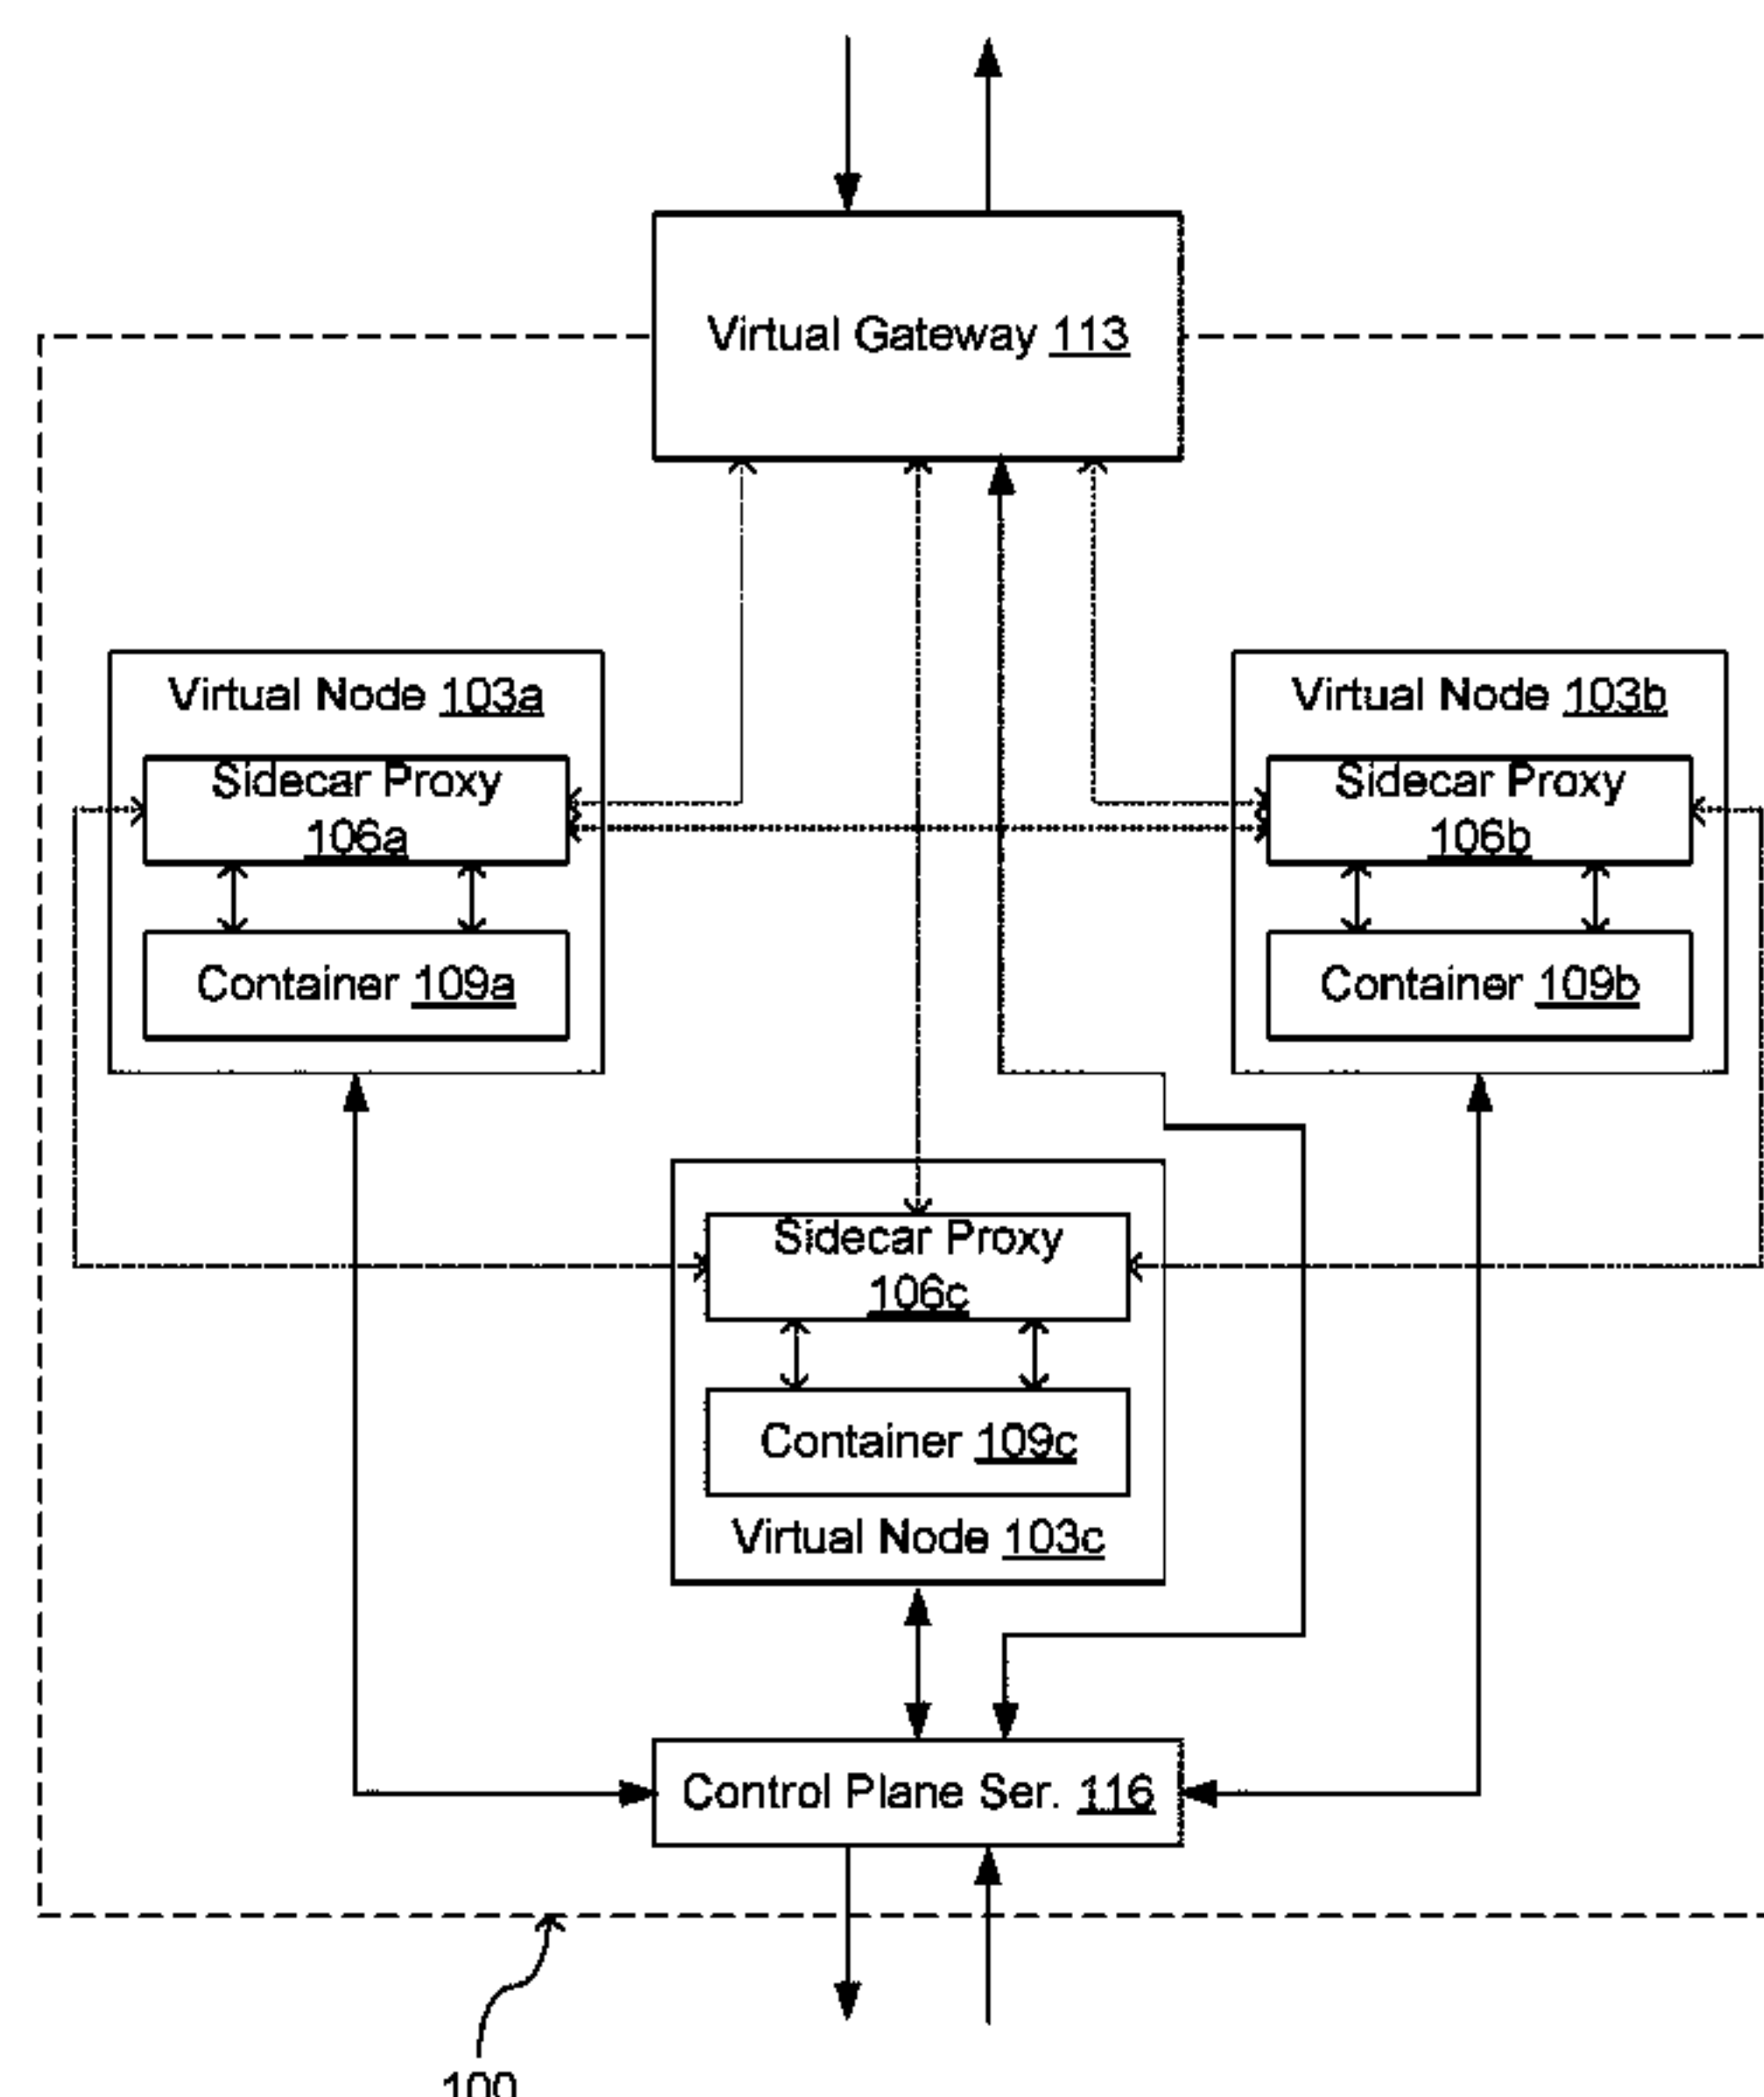 Virtual Gateway 113
Virtual Node 103a
Sidecar Proxy
106a
Container 109a
Virtual Node 103b
Sidecar Proxy
106b
Container 109b
Sidecar Proxy
106c
Container 109c
Virtual Node 103c
Control Plane Ser. 116
100